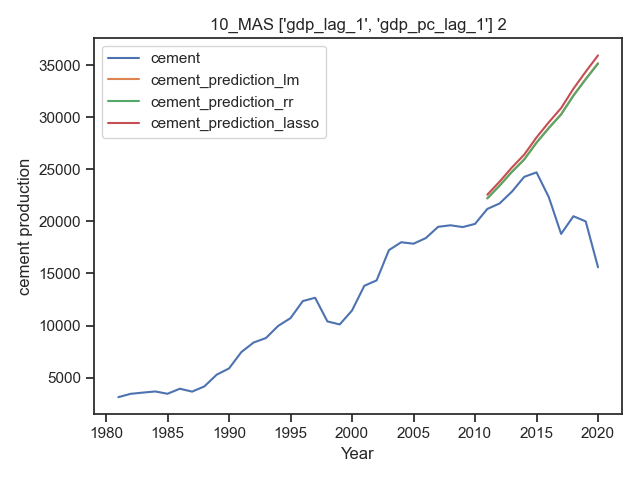 10_MAS ['gdp_lag_1', 'gdp_pc_lag_1'] 2
cement
cement_prediction_lm
cement_prediction_rr
cement_prediction_lasso
35000
30000
25000
20000
15000
10000
5000
cement production
1980 1985 1990 1995 2000 2005 2010 2015 2020
Year